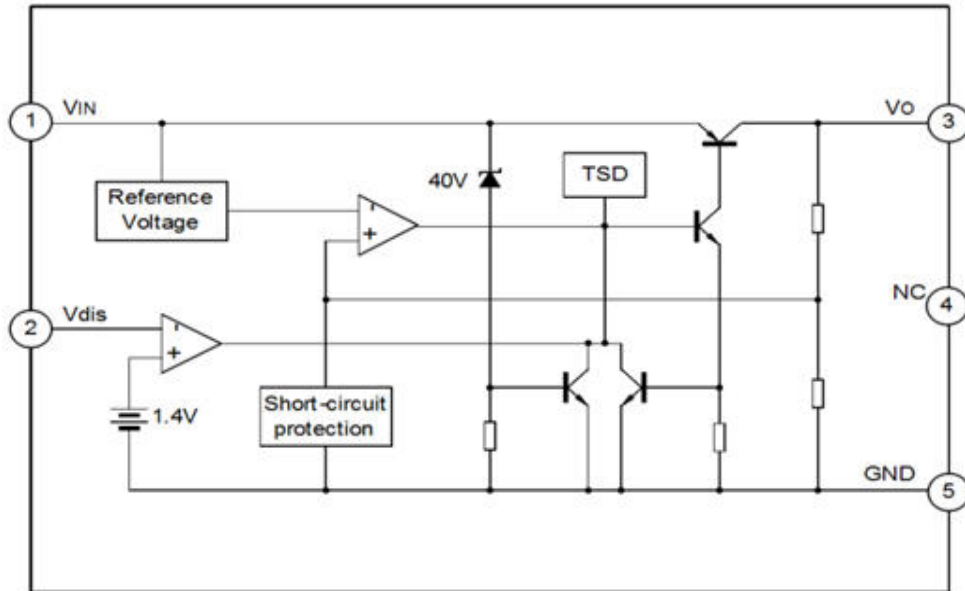 1
VIN
VO
3
Reference
Voltage
40V
TSD
-
+
2
Vdis
-
+
NC
4
1.4V
Short-circuit
protection
GND
5